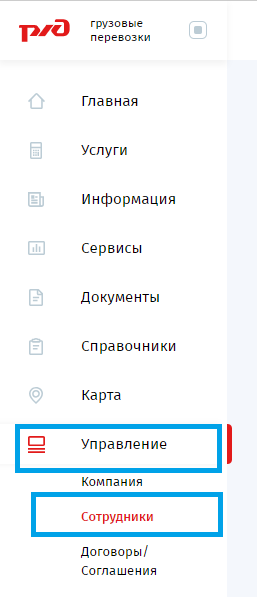 РЖД
грузовые
перевозки
Главная
Услуги
Информация
Сервисы
Документы
Справочники
Карта
Управление
Компания
Сотрудники
Договоры/
Соглашения